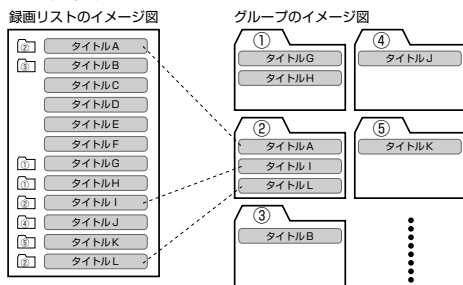 録画リストのイメージ図
② タイトルA
③ タイトルB
タイトルC
タイトルD
タイトルE
タイトルF
① タイトルG
① タイトルH
② タイトルI
④ タイトルJ
⑤ タイトルK
② タイトルL
グループのイメージ図
①
タイトルG
タイトルH
④
タイトルJ
②
タイトルA
タイトルI
タイトルL
⑤
タイトルK
③
タイトルB